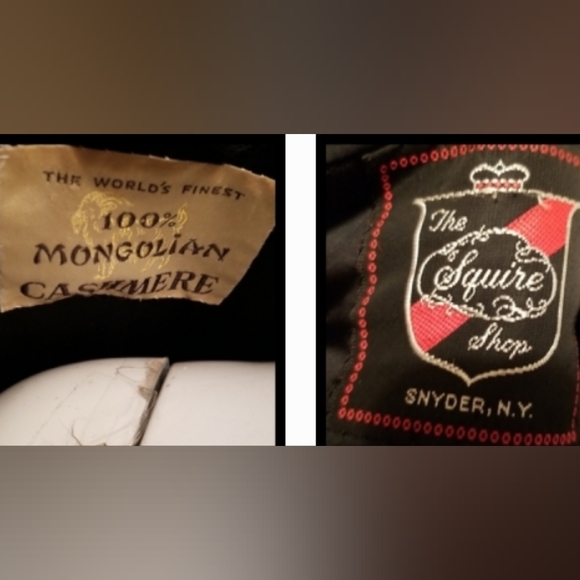 THE WORLD'S FINEST
100%
MONGOLIAN
CASHMERE
The
Squire
Shop
SNYDER, N.Y.